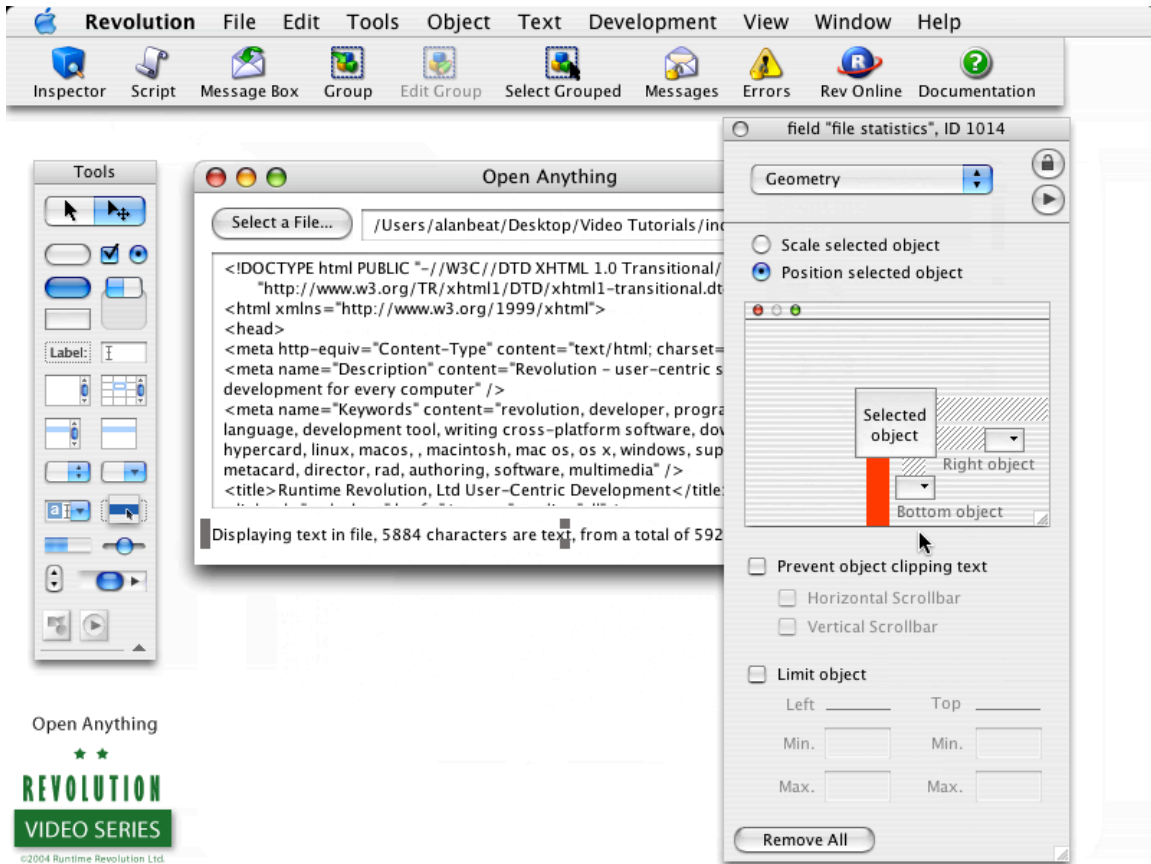 Revolution File Edit Tools Object Text Development View Window Help
Inspector Script Message Box Group Edit Group Select Grouped Messages Errors Rev Online Documentation
field "file statistics", ID 1014
Geometry
Scale selected object
Position selected object
Selected
object
Right object
Bottom object
Prevent object clipping text
Horizontal Scrollbar
Vertical Scrollbar
Limit object
Left Top
Min. Min.
Max. Max.
Remove All
Tools
Label:
Open Anything
Select a File...
/Users/alanbeat/Desktop/Video Tutorials/
<!DOCTYPE html PUBLIC "-//W3C//DTD XHTML 1.0 Transitional/
"http://www.w3.org/TR/xhtml1/DTD/xhtml1-transitional.dt
<html xmlns="http://www.w3.org/1999/xhtml">
<head>
<meta http-equiv="Content-Type" content="text/html; charset=
<meta name="Description" content="Revolution - user-centric s
development for every computer" />
<meta name="Keywords" content="revolution, developer, progra
language, development tool, writing cross-platform software, dov
hypercard, linux, macos, , macintosh, mac os, os x, windows, sup
metacard, director, rad, authoring, software, multimedia" />
<title>Runtime Revolution, Ltd User-Centric Development</title
Displaying text in file, 5884 characters are text, from a total of 592
Open Anything
REVOLUTION
VIDEO SERIES
©2004 Runtime Revolution Ltd.